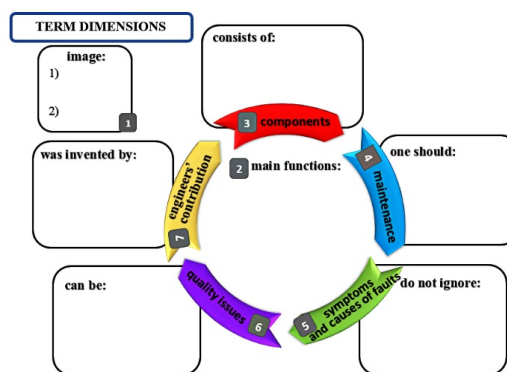 TERM DIMENSIONS
image:
1)
2)
1
consists of:
3 components
2 main functions:
4 maintenance
one should:
do not ignore:
5 symptoms
and causes of faults
6 quality issues
can be:
7 engineers'
contribution
was invented by: